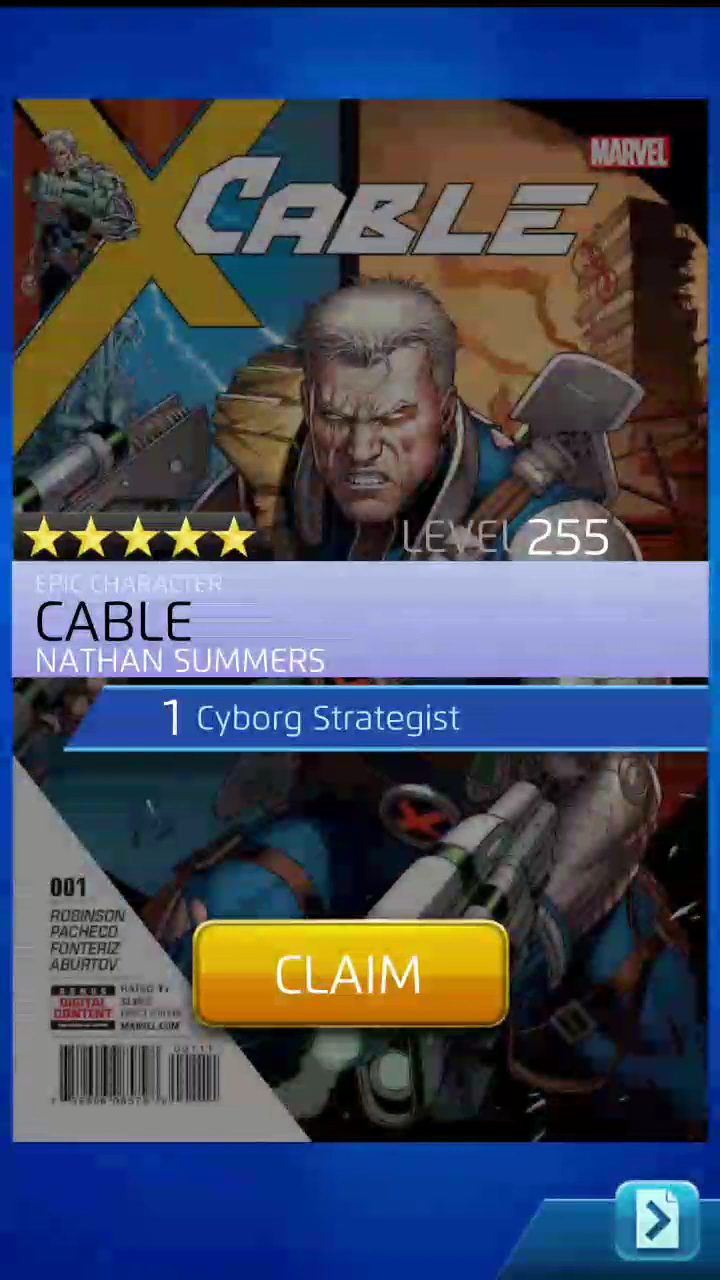 MARVEL
X
CABLE
LEVEL 255
EPIC CHARACTER
CABLE
NATHAN SUMMERS
1 Cyborg Strategist
001
ROBINSON
PACHECO
FONTERIZ
ABURTOV
CLAIM
BONUS
DIGITAL
CONTENT
MARVEL.COM